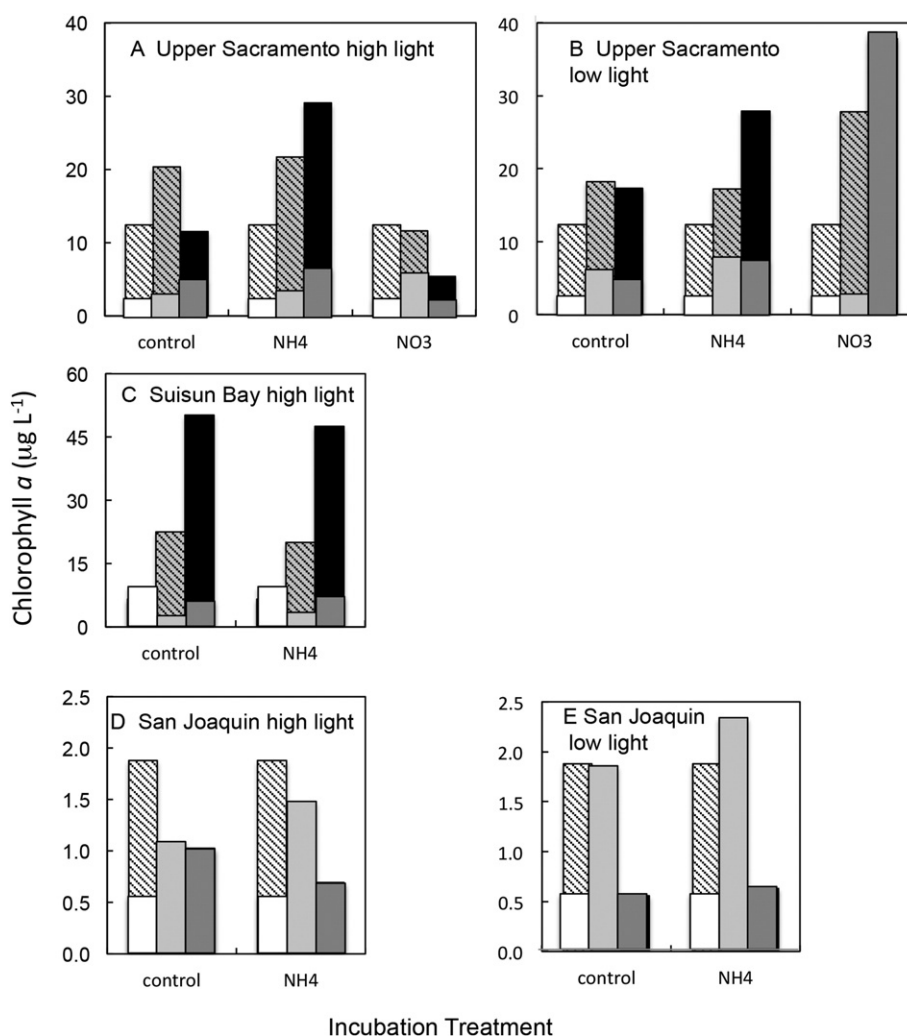 40
30
20
10
0
A Upper Sacramento high light
control NH4 NO3
40
30
20
10
0
B Upper Sacramento
low light
control NH4 NO3
60
45
30
15
0
C Suisun Bay high light
control NH4
Chlorophyll a (µg L-1)
2.5
2.0
1.5
1.0
0.5
0.0
D San Joaquin high light
control NH4
2.5
2.0
1.5
1.0
0.5
0.0
E San Joaquin
low light
control NH4
Incubation Treatment